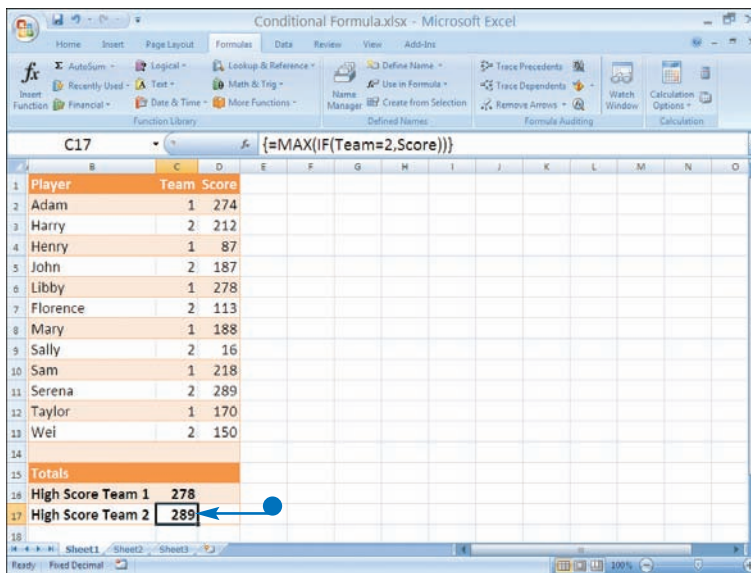 Conditional Formula.xlsx - Microsoft Excel
Home Insert Page Layout Formulas Data Review View Add-Ins
Insert Function
Σ AutoSum
Recently Used
Financial
Logical
Text
Date & Time
Lookup & Reference
Math & Trig
More Functions
Function Library
Name Manager
Define Name
Use in Formula
Create from Selection
Defined Names
Trace Precedents
Trace Dependents
Remove Arrows
Formula Auditing
Watch Window
Calculation Options
Calculation
C17 fx {=MAX(IF(Team=2,Score))}
B C D E F G H I J K L M N O
1 Player Team Score
2 Adam 1 274
3 Harry 2 212
4 Henry 1 87
5 John 2 187
6 Libby 1 278
7 Florence 2 113
8 Mary 1 188
9 Sally 2 16
10 Sam 1 218
11 Serena 2 289
12 Taylor 1 170
13 Wei 2 150
14
15 Totals
16 High Score Team 1 278
17 High Score Team 2 289
18
Sheet1 Sheet2 Sheet3
Ready Fixed Decimal 100%